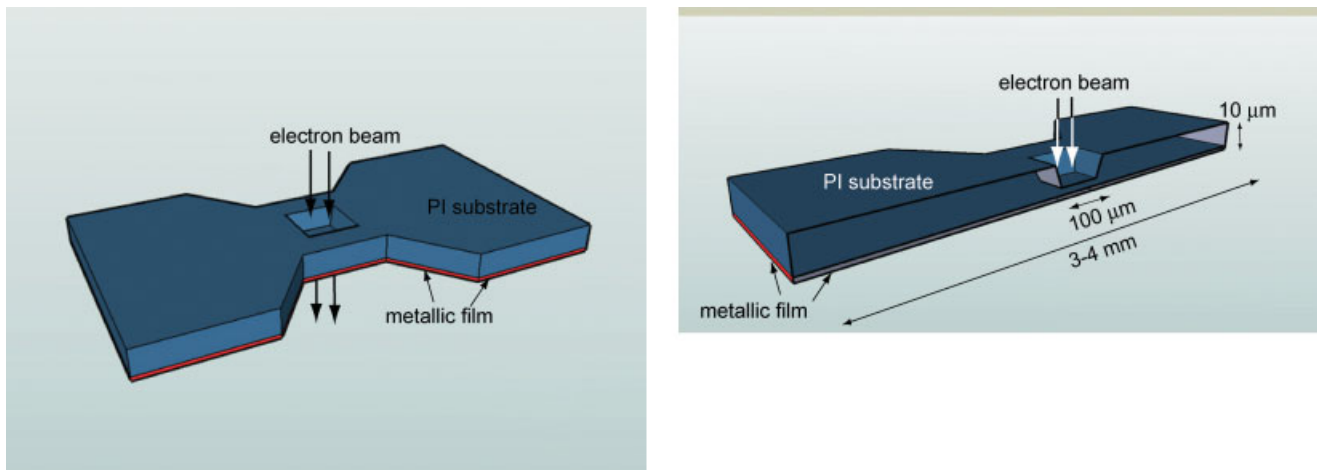 electron beam
PI substrate
metallic film
electron beam
10 μm
PI substrate
100 μm
3-4 mm
metallic film